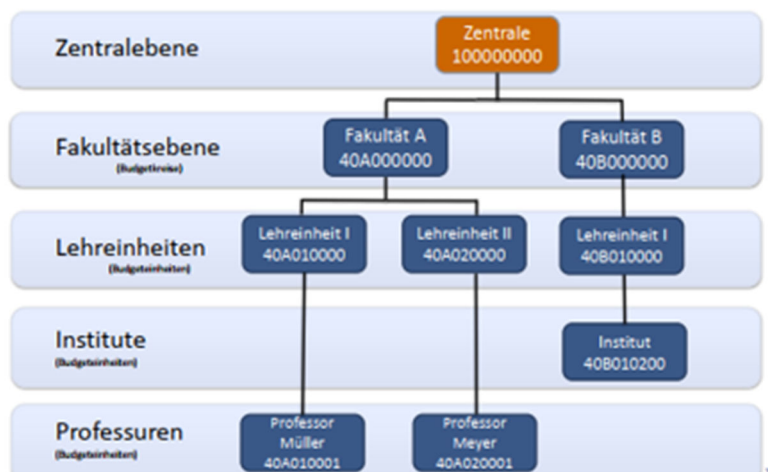 Zentralebene
Zentrale
100000000
Fakultätsebene
(Budgetkreise)
Fakultät A
40A000000
Fakultät B
40B000000
Lehreinheiten
(Budgeteinheiten)
Lehreinheit I
40A010000
Lehreinheit II
40A020000
Lehreinheit I
40B010000
Institute
(Budgeteinheiten)
Institut
40B010200
Professuren
(Budgeteinheiten)
Professor
Müller
40A010001
Professor
Meyer
40A020001